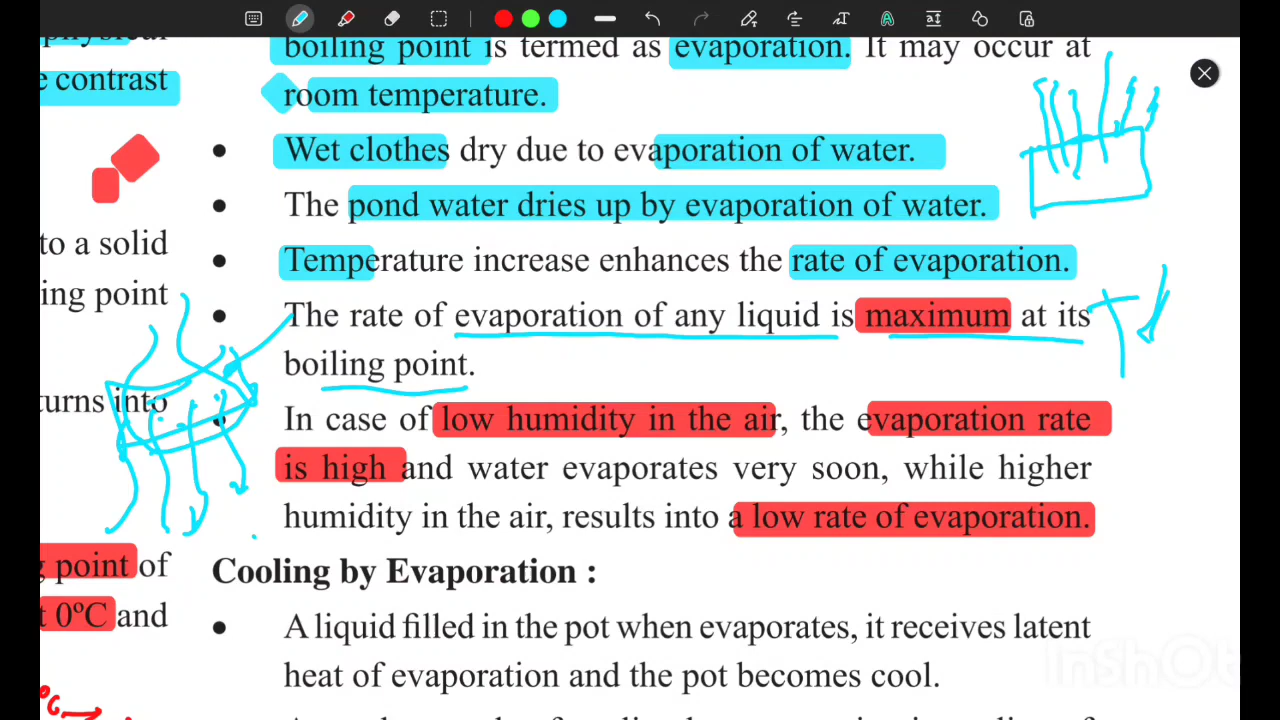 physical
e contrast
to a solid
ing point
turns into
point of
0ºC and
boiling point is termed as evaporation. It may occur at
room temperature.
• Wet clothes dry due to evaporation of water.
• The pond water dries up by evaporation of water.
• Temperature increase enhances the rate of evaporation.
• The rate of evaporation of any liquid is maximum at its
boiling point.
• In case of low humidity in the air, the evaporation rate
is high and water evaporates very soon, while higher
humidity in the air, results into a low rate of evaporation.
Cooling by Evaporation :
• A liquid filled in the pot when evaporates, it receives latent
heat of evaporation and the pot becomes cool.
InShOt